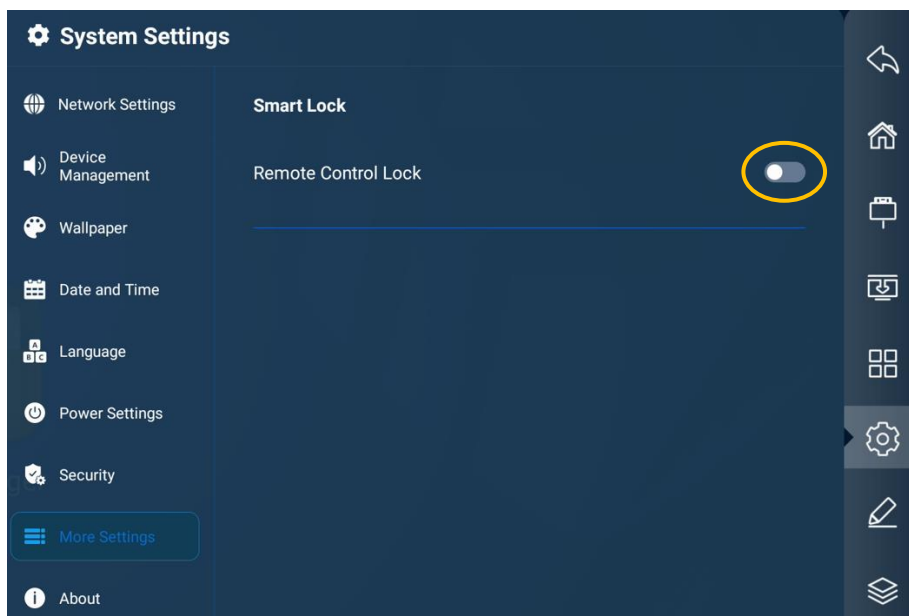 System Settings
Network Settings
Device
Management
Wallpaper
Date and Time
Language
Power Settings
Security
More Settings
About
Smart Lock
Remote Control Lock